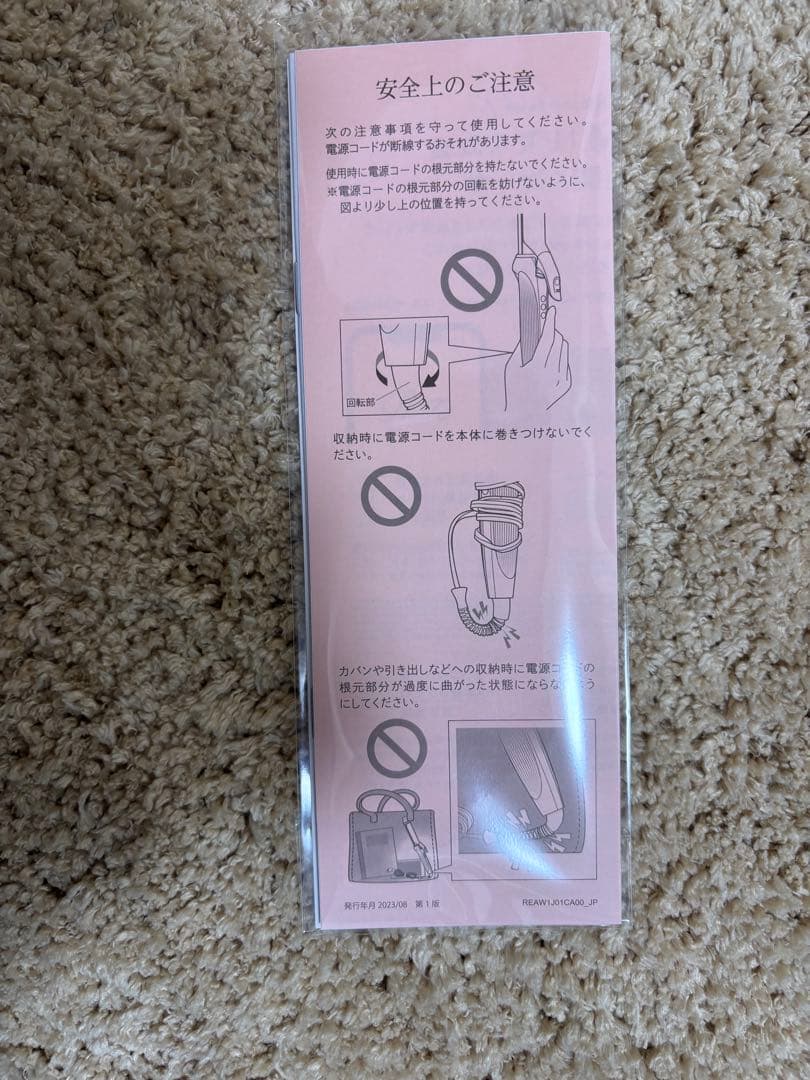 安全上のご注意
次の注意事項を守って使用してください。
電源コードが断線するおそれがあります。
使用時に電源コードの根元部分を持たないでください。
※電源コードの根元部分の回転を妨げないように、
図より少し上の位置を持ってください。
回転部
収納時に電源コードを本体に巻きつけないでく
ださい。
カバンや引き出しなどへの収納時に電源コードの
根元部分が過度に曲がった状態にならないよう
にしてください。
発行年月 2023/08 第1版
REAW1J01CA00_JP